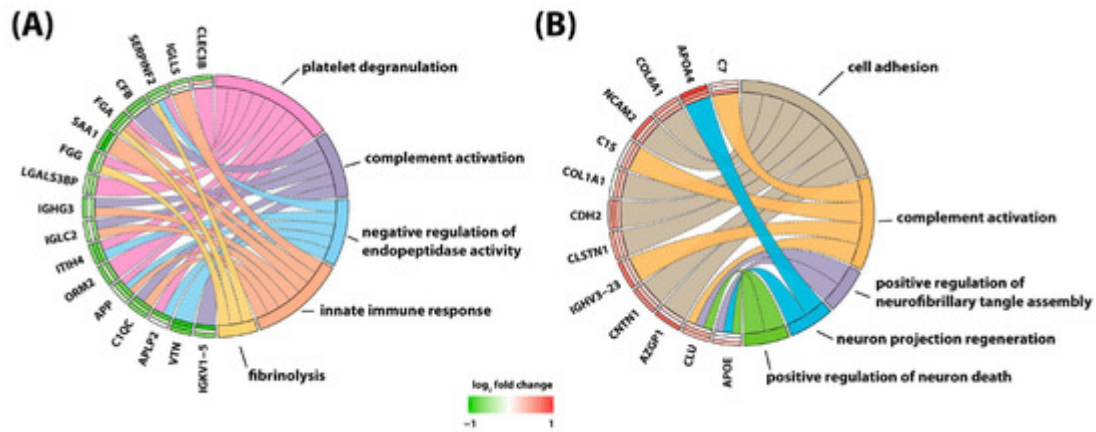 (A)
CLEC3B
IGLL5
SERPINF2
CFB
FGA
SAA1
FGG
LGALS3BP
IGHG3
IGLC2
ITIH4
ORM2
APP
C1QC
APLP2
VTN
IGKV1-5
platelet degranulation
complement activation
negative regulation of
endopeptidase activity
innate immune response
fibrinolysis
(B)
C7
APOA4
COL6A1
NCAM2
C1S
COL1A1
CDH2
CLSTN1
IGHV3-23
CNTN1
AZGP1
CLU
APOE
cell adhesion
complement activation
positive regulation of
neurofibrillary tangle assembly
neuron projection regeneration
positive regulation of neuron death
log₂ fold change
-1 1